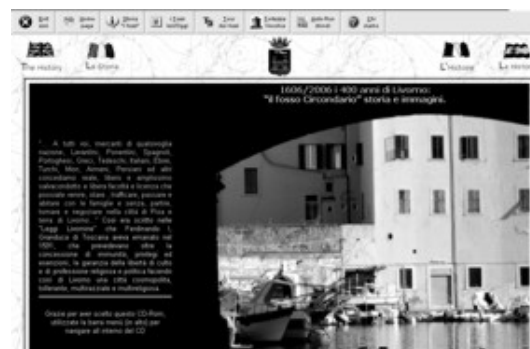 The History
La Storia
L'Histoire
1606/2006 i 400 anni di Livorno:
"il fosso Circondario" storia e immagini.
"... A tutti voi, mercanti di qualsivoglia
nazione, Levantini, Ponentini, Spagnoli,
Portoghesi, Greci, Tedeschi, Italiani, Ebrei,
Turchi, Mori, Armeni, Persiani ed altri
concediamo reale, libero e amplissimo
salvacondotto e libera facoltà e licenza che
possiate venire, stare, trafficare, passare e
abitare con le famiglie e senza, partire,
tornare e negoziare nella città di Pisa e
terra di Livorno..." Così era scritto nelle
"Leggi Livornine" che Ferdinando I,
Granduca di Toscana aveva emanato nel
1591, che prevedevano oltre la
concessione di immunità, privilegi ed
esenzioni, la garanzia della libertà di culto
e di professione religiosa e politica facendo
così di Livorno una città cosmopolita,
tollerante, multirazziale e multireligiosa.
Grazie per aver scelto questo CD-Rom,
utilizzate la barra menù (in alto) per
navigare all'interno del CD